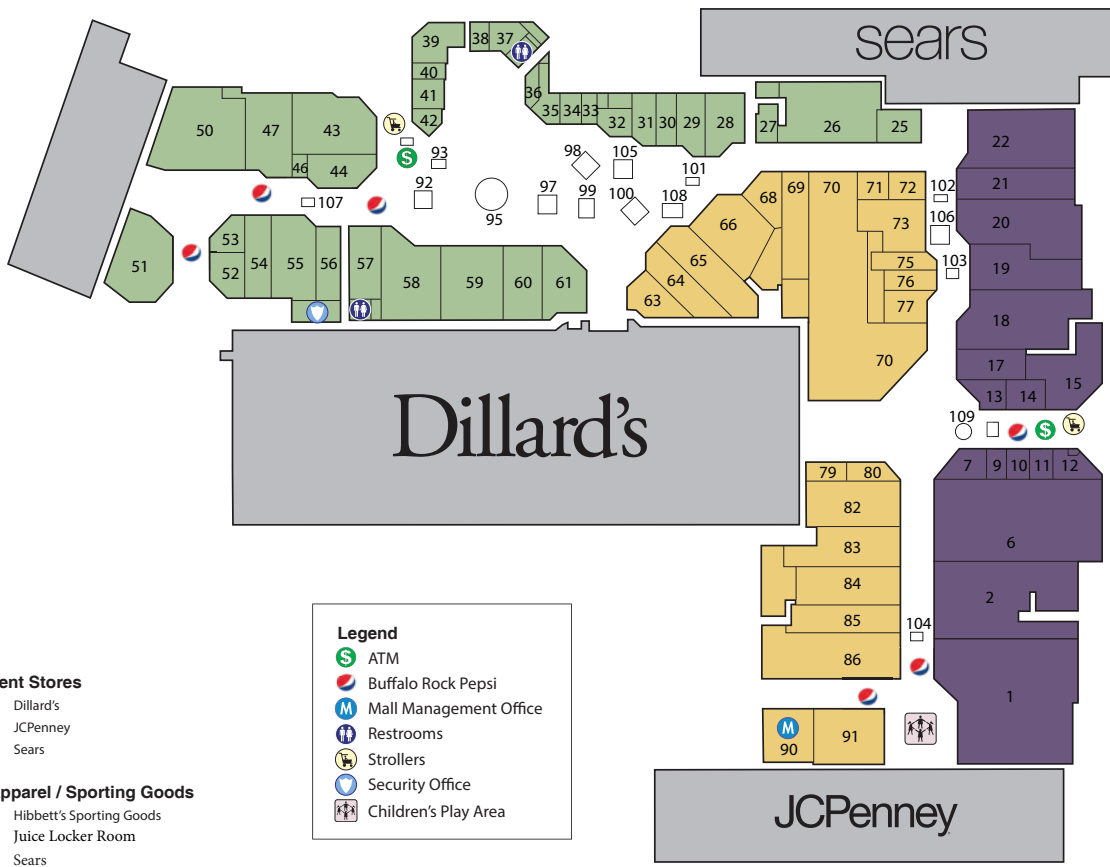 sears
39
38 37
40
41
42
36
35 34 33
32 31 30 29 28
27 26 25
50 47 43
46 44
93
92
95
98
105
97 99 100
101
108
107
51
53
52 54 55 56
57 58 59 60 61
22
21
20
19
18
17
13 14 15
102
106
103
68 69 70 71 72
73
66
65
64
63
75
76
77
70
Dillard's
109
7 9 10 11 12
6
2
1
79 80
82
83
84
85
86
104
90 91
JCPenney
Legend
ATM
Buffalo Rock Pepsi
M Mall Management Office
Restrooms
Strollers
Security Office
Children's Play Area
ent Stores
Dillard's
JCPenney
Sears
pparel / Sporting Goods
Hibbett's Sporting Goods
Juice Locker Room
Sears